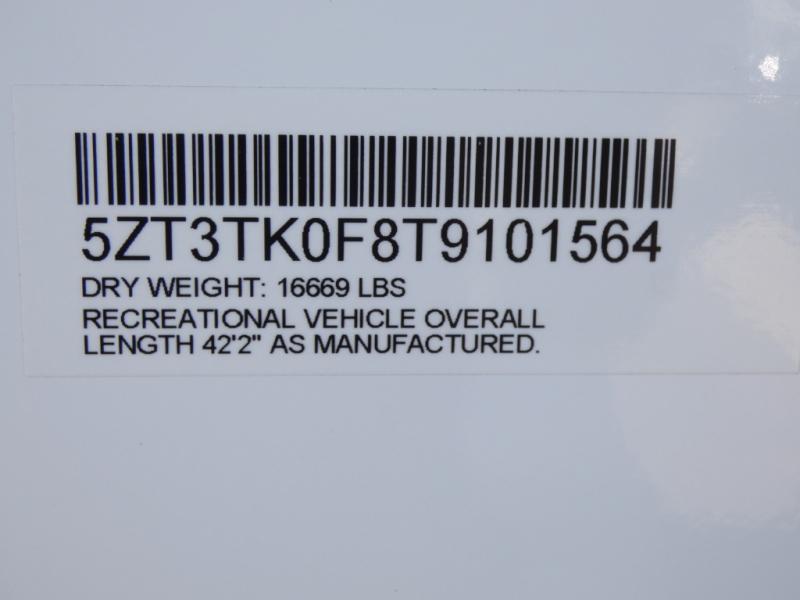 5ZT3TK0F8T9101564
DRY WEIGHT: 16669 LBS
RECREATIONAL VEHICLE OVERALL
LENGTH 42'2" AS MANUFACTURED.